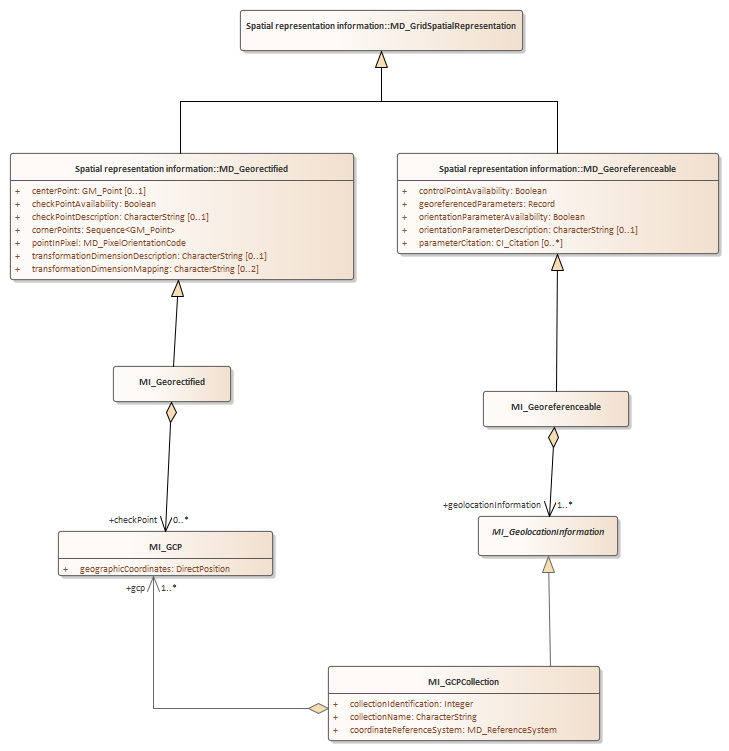 Spatial representation information::MD_GridSpatialRepresentation
Spatial representation information::MD_Georectified
+ centerPoint: GM_Point [0..1]
+ checkPointAvailability: Boolean
+ checkPointDescription: CharacterString [0..1]
+ cornerPoints: Sequence<GM_Point>
+ pointInPixel: MD_PixelOrientationCode
+ transformationDimensionDescription: CharacterString [0..1]
+ transformationDimensionMapping: CharacterString [0..2]
Spatial representation information::MD_Georeferenceable
+ controlPointAvailability: Boolean
+ georeferencedParameters: Record
+ orientationParameterAvailability: Boolean
+ orientationParameterDescription: CharacterString [0..1]
+ parameterCitation: CI_Citation [0..*]
MI_Georectified
MI_Georeferenceable
+checkPoint 0..*
+geolocationInformation 1..*
MI_GCP
+ geographicCoordinates: DirectPosition
MI_GeolocationInformation
+gcp 1..*
MI_GCPCollection
+ collectionIdentification: Integer
+ collectionName: CharacterString
+ coordinateReferenceSystem: MD_ReferenceSystem